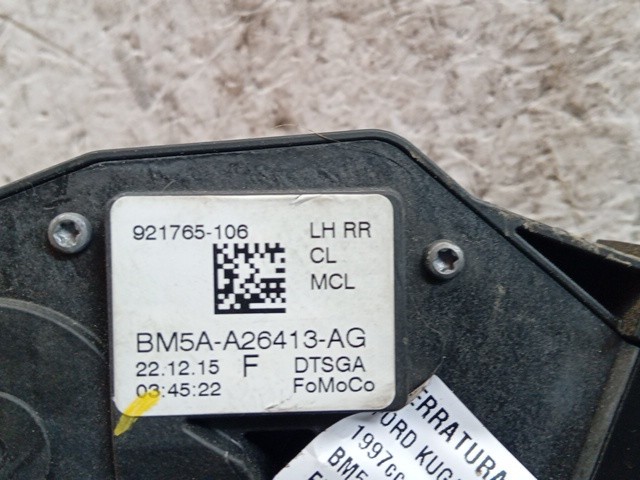 921765-106 LH RR
CL
MCL
BM5A-A26413-AG
22.12.15 F DTSGA
03:45:22 FoMoCo
ERRATURA
FORD KUG
1997cc
BM5